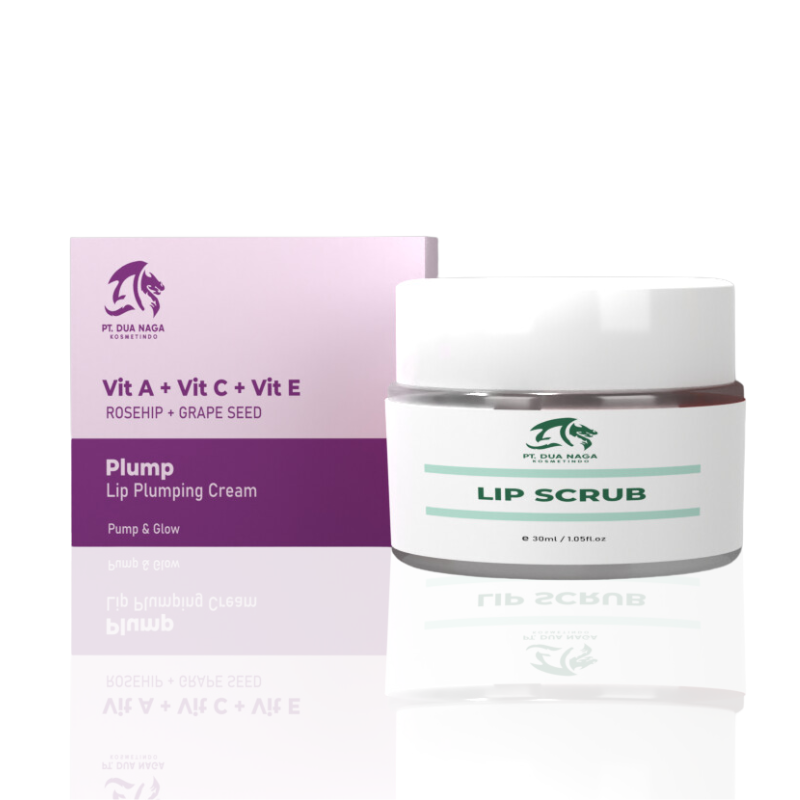 PT. DUA NAGA
KOSMETINDO
Vit A + Vit C + Vit E
ROSEHIP + GRAPE SEED
Plump
Lip Plumping Cream
Pump & Glow
PT. DUA NAGA
KOSMETINDO
LIP SCRUB
e 30ml / 1.05fl.oz